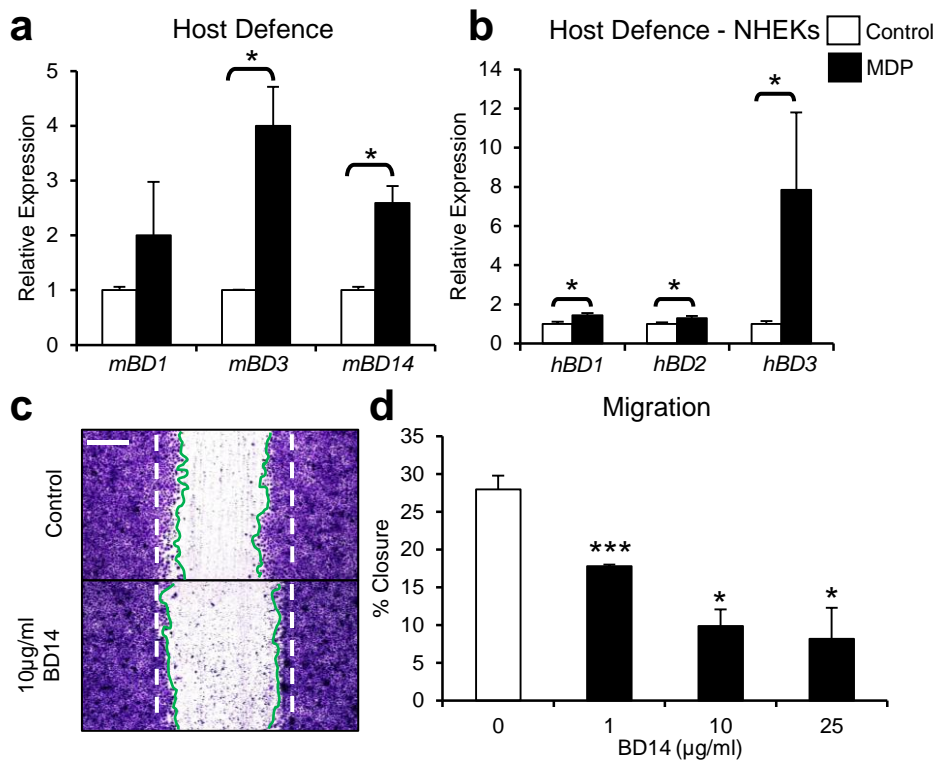 a
Host Defence
Relative Expression
5
4
3
2
1
0
*
*
mBD1
mBD3
mBD14
b
Host Defence - NHEKs
Control
MDP
Relative Expression
14
12
10
8
6
4
2
0
*
*
*
hBD1
hBD2
hBD3
c
Control
10µg/ml
BD14
d
Migration
% Closure
35
30
25
20
15
10
5
0
***
*
*
0
1
10
25
BD14 (µg/ml)